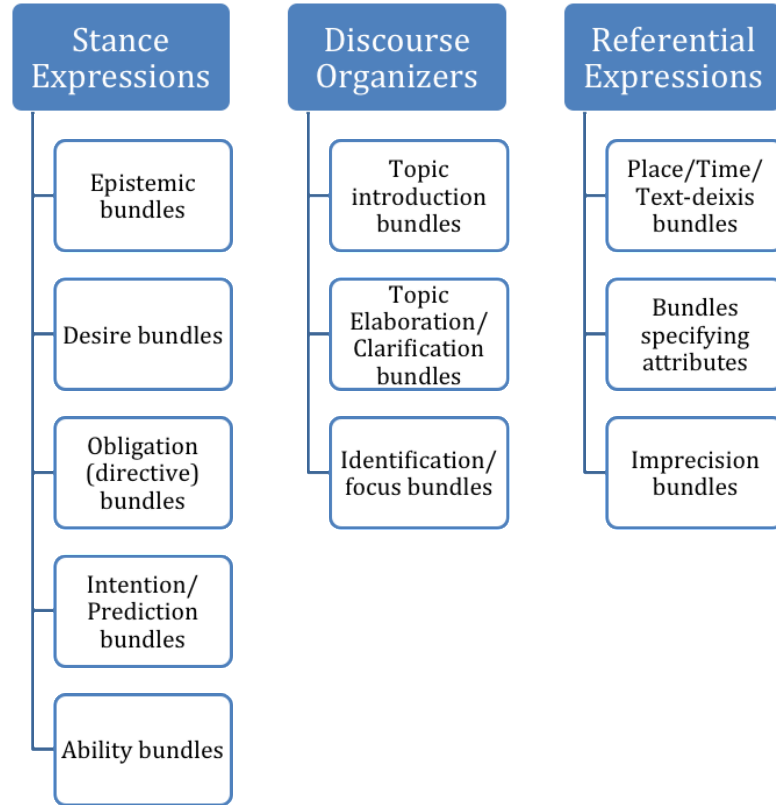 Stance
Expressions
Epistemic
bundles
Desire bundles
Obligation
(directive)
bundles
Intention/
Prediction
bundles
Ability bundles
Discourse
Organizers
Topic
introduction
bundles
Topic
Elaboration/
Clarification
bundles
Identification/
focus bundles
Referential
Expressions
Place/Time/
Text-deixis
bundles
Bundles
specifying
attributes
Imprecision
bundles